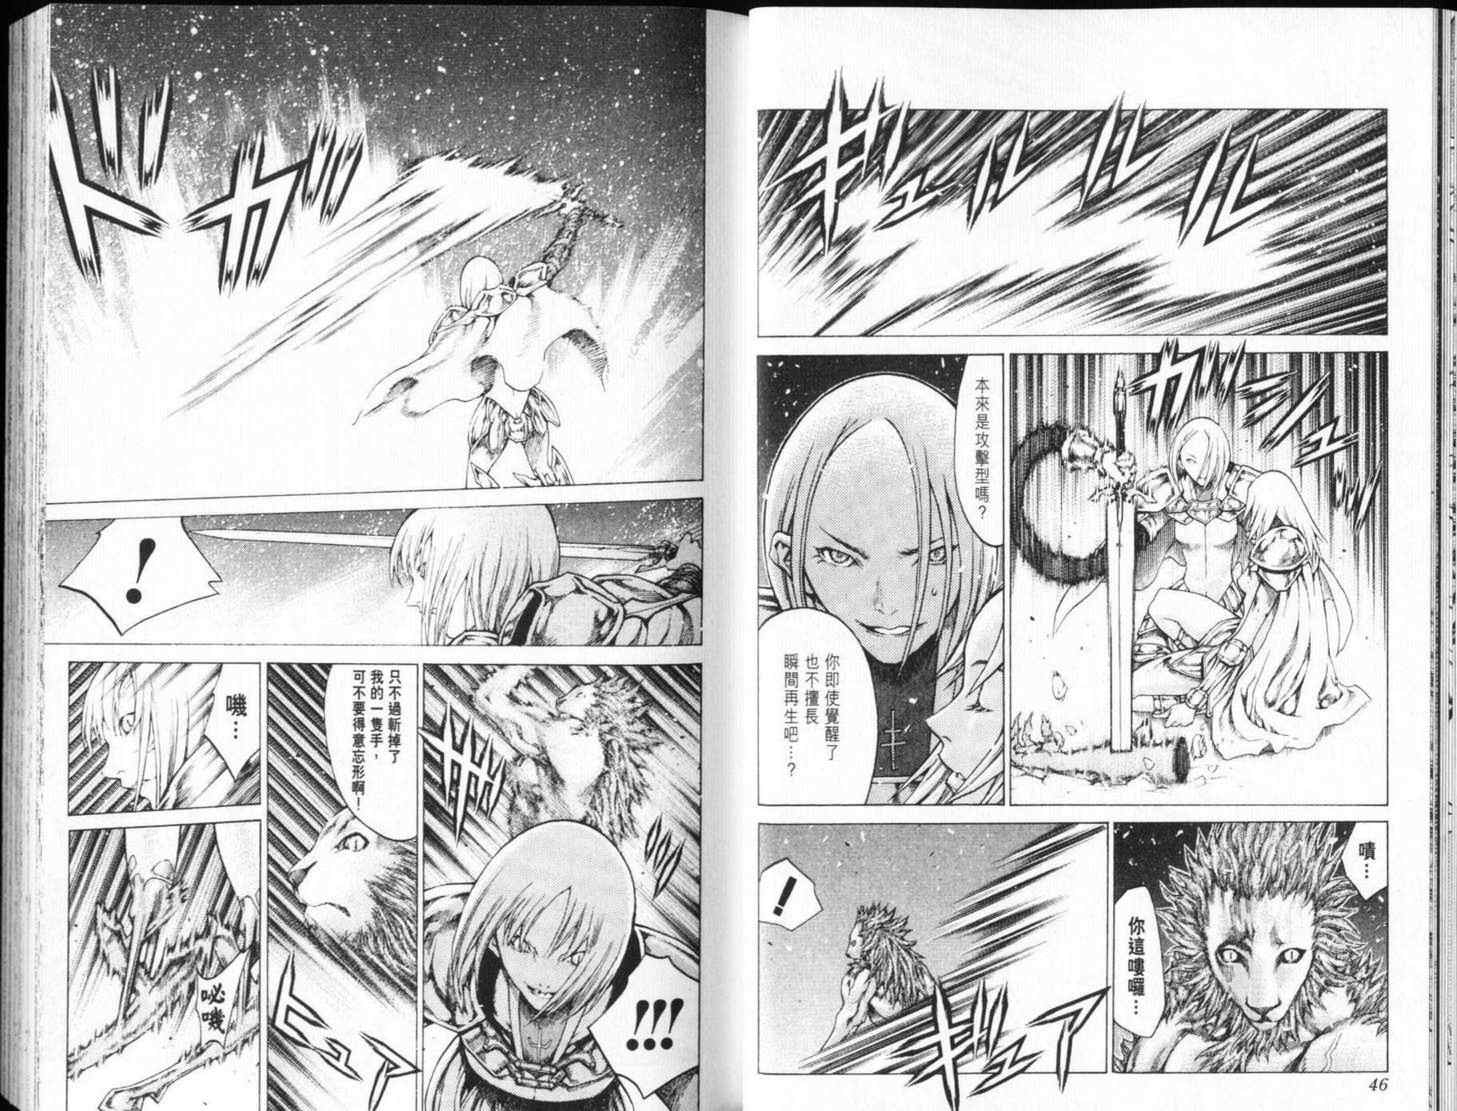 ギュルルル
ガシュッ
本來是攻擊型嗎？
你即使覺醒了
也不擅長
瞬間再生吧…？
嘖…
你這嘍囉…
！
ギュア
ドガッ
！
ザザッ
！！！
只不過斬掉了
我的一隻手，
可不要得意忘形啊！
ヒュア
嘰…
嘰
46